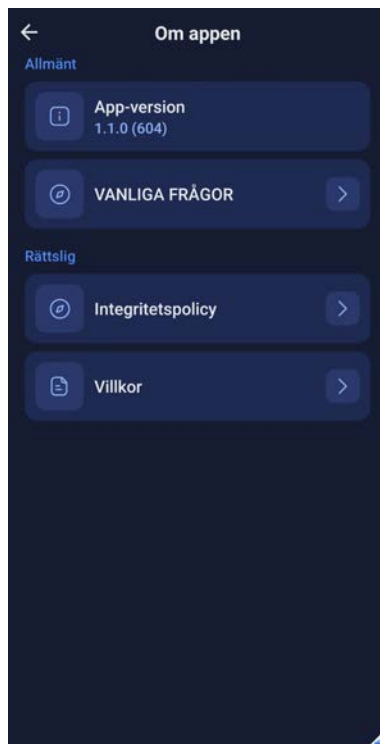 Om appen
Allmänt
App-version
1.1.0 (604)
VANLIGA FRÅGOR
Rättslig
Integritetspolicy
Villkor